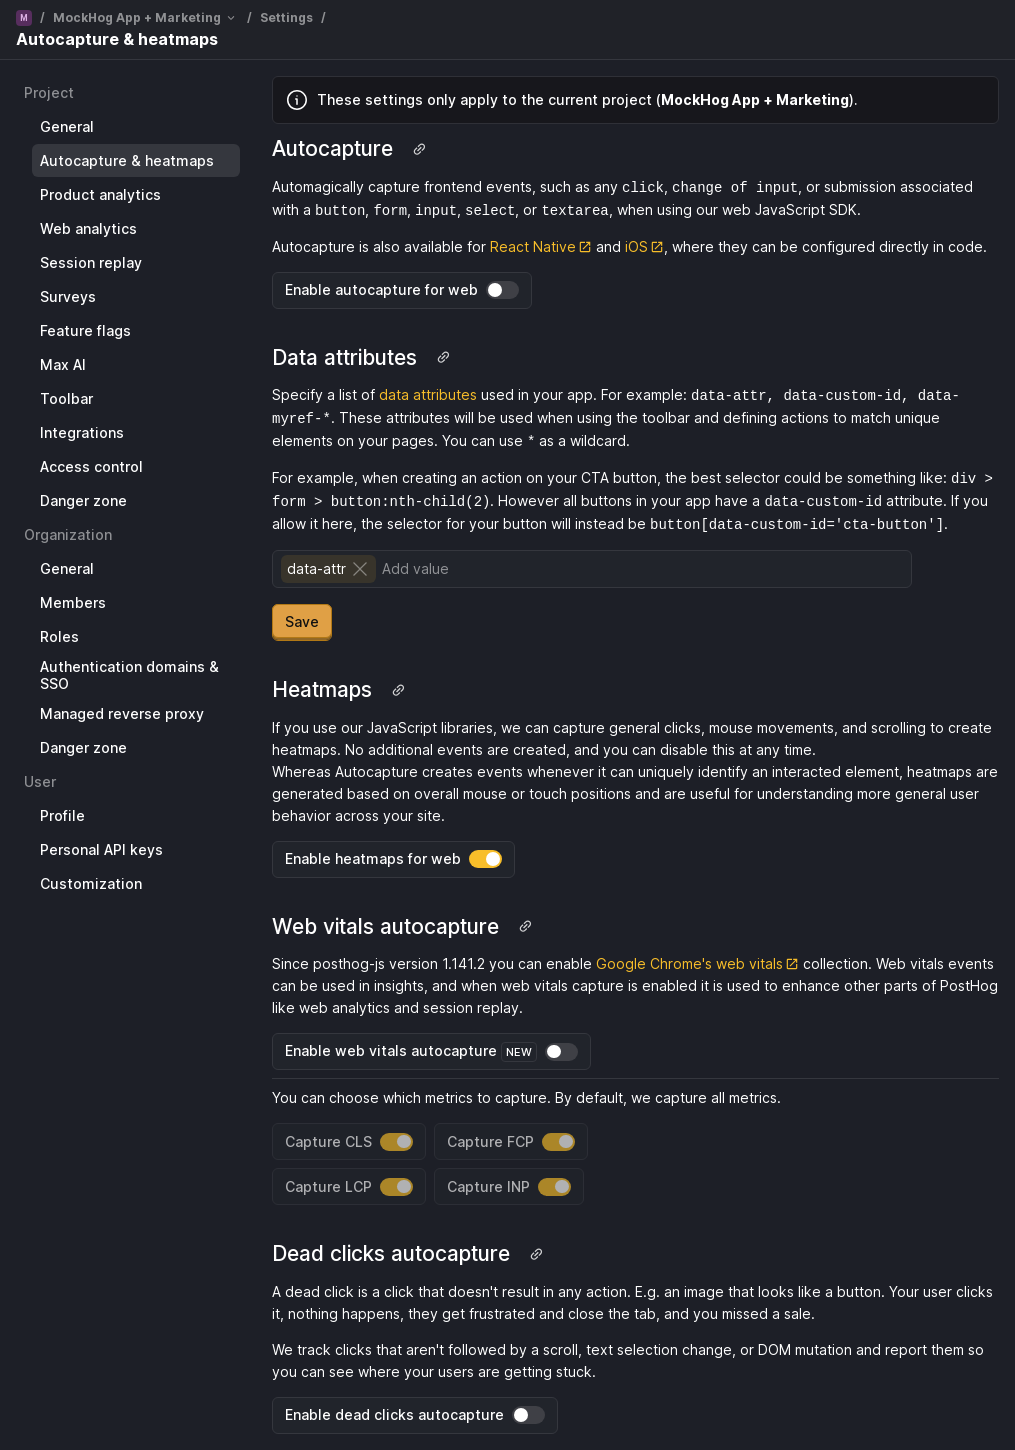 M / MockHog App + Marketing / Settings /
Autocapture & heatmaps
Project
General
Autocapture & heatmaps
Product analytics
Web analytics
Session replay
Surveys
Feature flags
Max AI
Toolbar
Integrations
Access control
Danger zone
Organization
General
Members
Roles
Authentication domains &
SSO
Managed reverse proxy
Danger zone
User
Profile
Personal API keys
Customization
These settings only apply to the current project (MockHog App + Marketing).
Autocapture
Automagically capture frontend events, such as any click, change of input, or submission associated
with a button, form, input, select, or textarea, when using our web JavaScript SDK.
Autocapture is also available for React Native and iOS, where they can be configured directly in code.
Enable autocapture for web
Data attributes
Specify a list of data attributes used in your app. For example: data-attr, data-custom-id, data-
myref-*. These attributes will be used when using the toolbar and defining actions to match unique
elements on your pages. You can use * as a wildcard.
For example, when creating an action on your CTA button, the best selector could be something like: div >
form > button:nth-child(2). However all buttons in your app have a data-custom-id attribute. If you
allow it here, the selector for your button will instead be button[data-custom-id='cta-button'].
data-attr Add value
Save
Heatmaps
If you use our JavaScript libraries, we can capture general clicks, mouse movements, and scrolling to create
heatmaps. No additional events are created, and you can disable this at any time.
Whereas Autocapture creates events whenever it can uniquely identify an interacted element, heatmaps are
generated based on overall mouse or touch positions and are useful for understanding more general user
behavior across your site.
Enable heatmaps for web
Web vitals autocapture
Since posthog-js version 1.141.2 you can enable Google Chrome's web vitals collection. Web vitals events
can be used in insights, and when web vitals capture is enabled it is used to enhance other parts of PostHog
like web analytics and session replay.
Enable web vitals autocapture NEW
You can choose which metrics to capture. By default, we capture all metrics.
Capture CLS Capture FCP
Capture LCP Capture INP
Dead clicks autocapture
A dead click is a click that doesn't result in any action. E.g. an image that looks like a button. Your user clicks
it, nothing happens, they get frustrated and close the tab, and you missed a sale.
We track clicks that aren't followed by a scroll, text selection change, or DOM mutation and report them so
you can see where your users are getting stuck.
Enable dead clicks autocapture